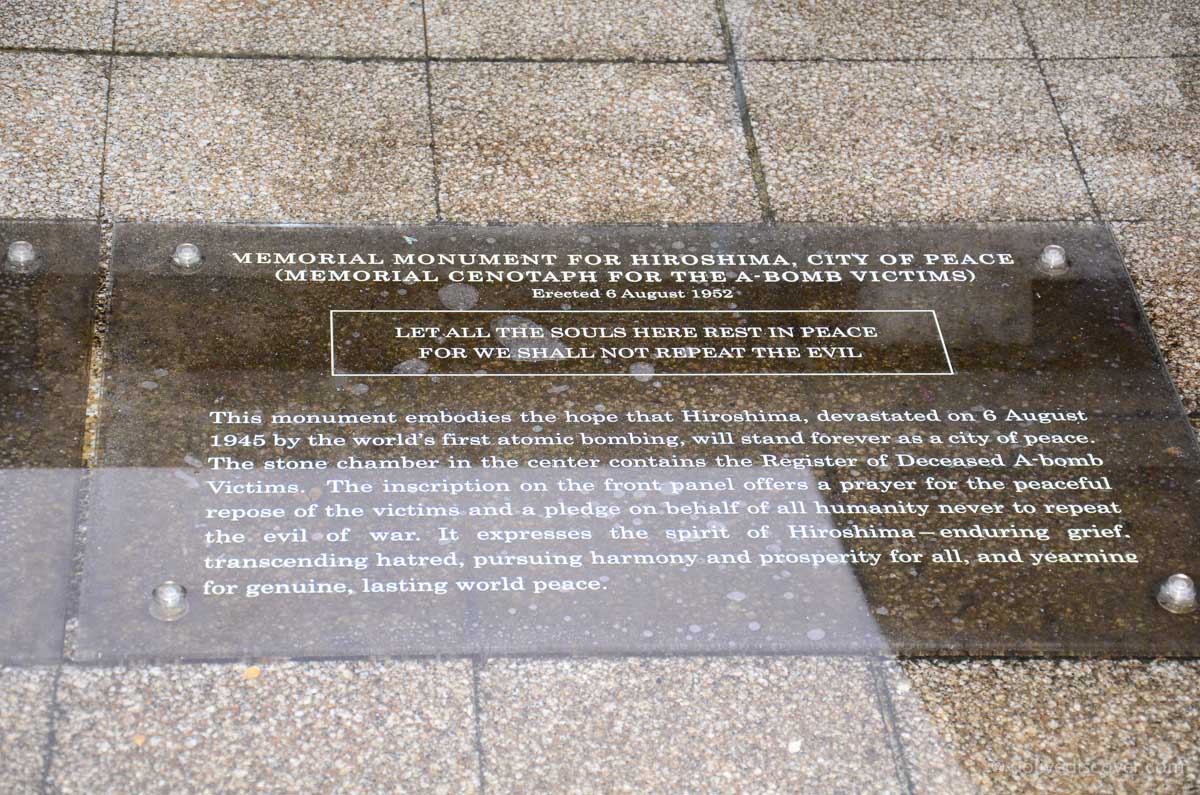 MEMORIAL MONUMENT FOR HIROSHIMA, CITY OF PEACE
(MEMORIAL CENOTAPH FOR THE A-BOMB VICTIMS)
Erected 6 August 1952
LET ALL THE SOULS HERE REST IN PEACE
FOR WE SHALL NOT REPEAT THE EVIL
This monument embodies the hope that Hiroshima, devastated on 6 August
1945 by the world's first atomic bombing, will stand forever as a city of peace.
The stone chamber in the center contains the Register of Deceased A-bomb
Victims. The inscription on the front panel offers a prayer for the peaceful
repose of the victims and a pledge on behalf of all humanity never to repeat
the evil of war. It expresses the spirit of Hiroshima — enduring grief,
transcending hatred, pursuing harmony and prosperity for all, and yearning
for genuine, lasting world peace.